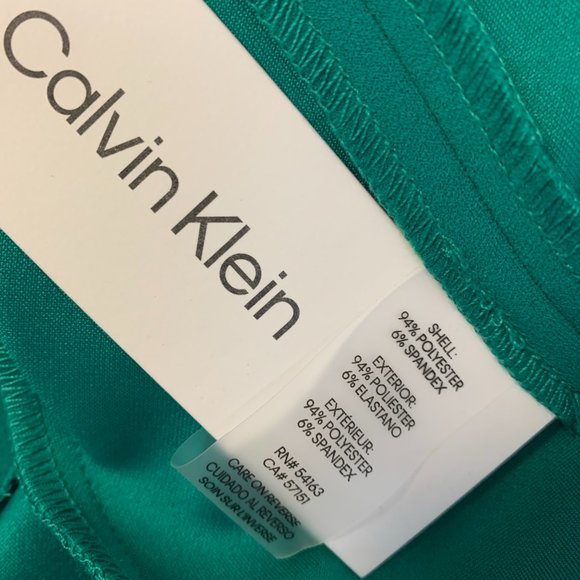 Calvin Klein
SHELL:
94% POLYESTER
6% SPANDEX
EXTERIOR:
94% POLIESTER
6% ELASTANO
EXTÉRIEUR:
94% POLYESTER
6% SPANDEX
RN# 54163
CA# 57151
CARE ON REVERSE
CUIDADO AL REVERSO
SOIN SUR L'INVERSE